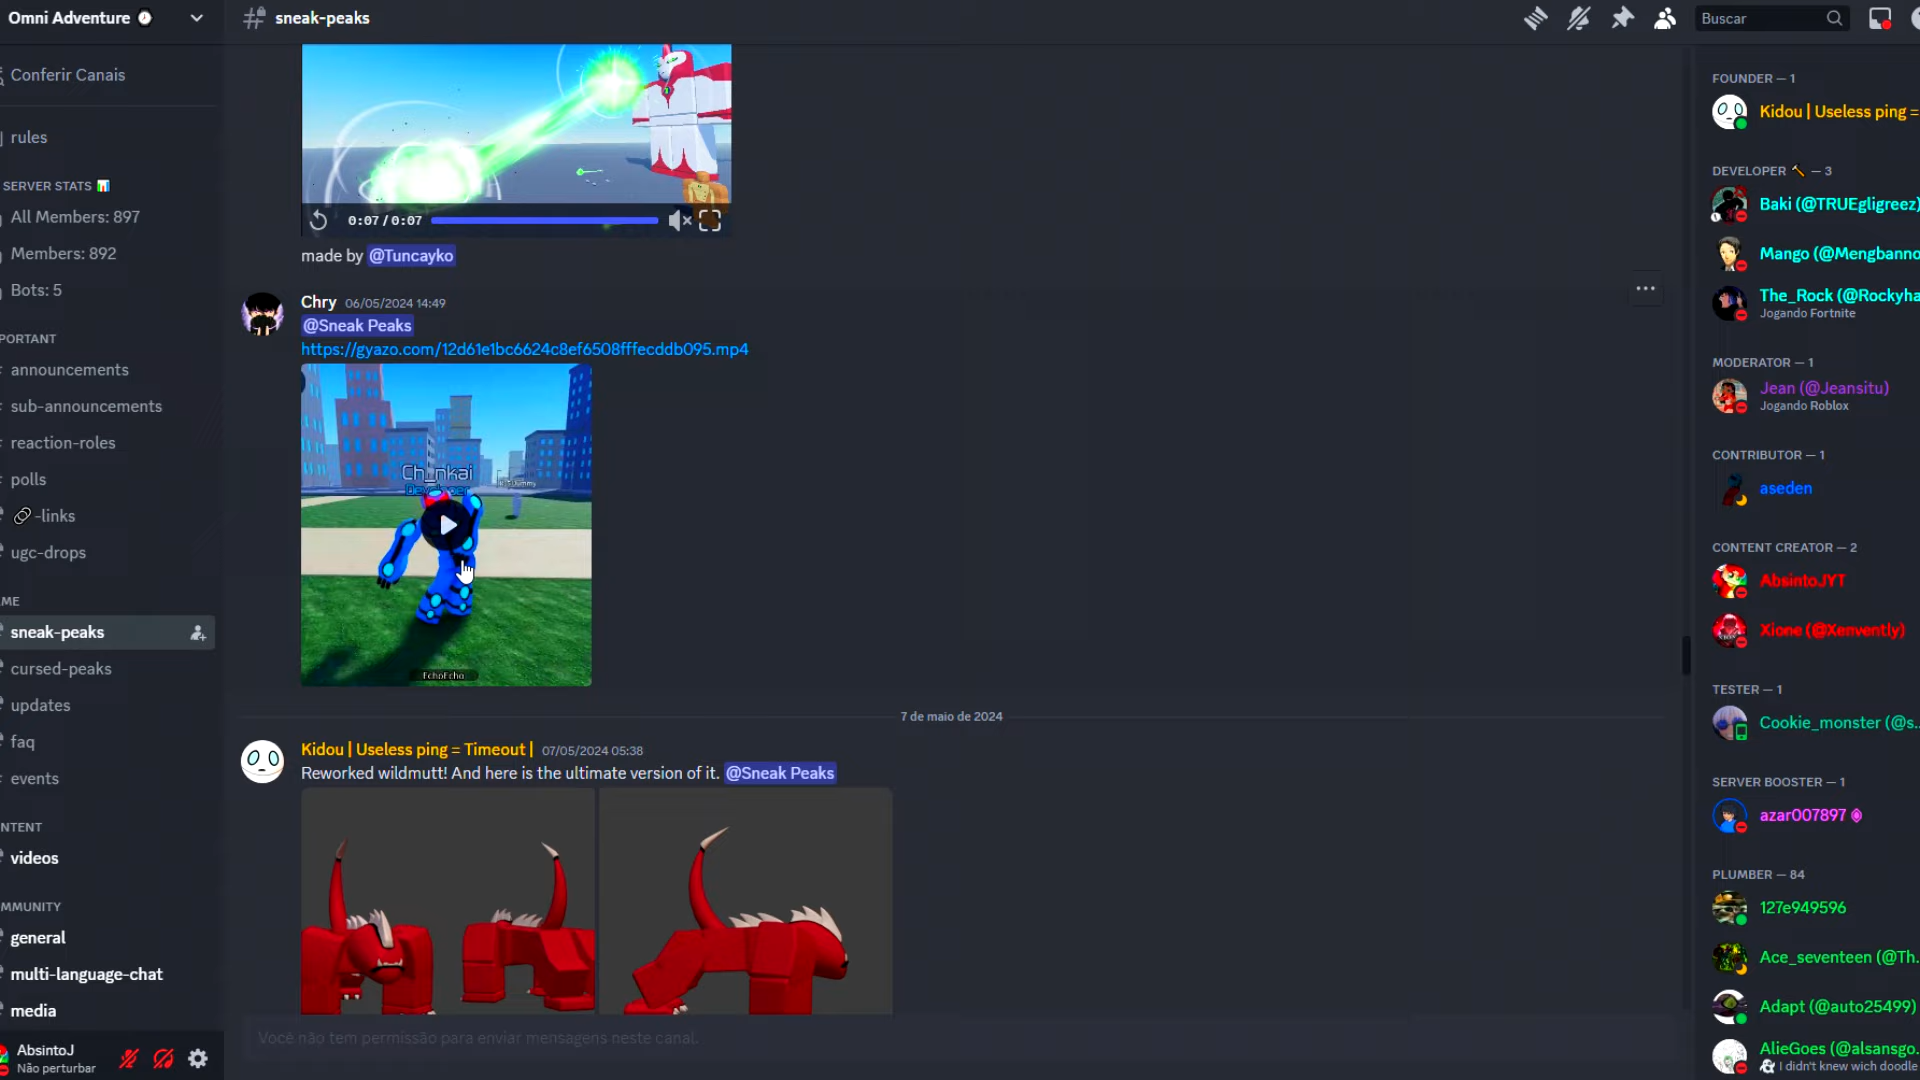 Omni Adventure
Conferir Canais
rules
SERVER STATS
All Members: 897
Members: 892
Bots: 5
PORTANT
announcements
sub-announcements
reaction-roles
polls
-links
ugc-drops
ME
sneak-peaks
cursed-peaks
updates
faq
events
NTENT
videos
MMUNITY
general
multi-language-chat
media
AbsintoJ
Não perturbar
sneak-peaks
Buscar
0:07 / 0:07
made by @Tuncayko
Chry 06/05/2024 14:49
@Sneak Peaks
https://gyazo.com/12d61e1bc6624c8ef6508fffecddb095.mp4
Ch_nkai
Developer
EchoEcho
7 de maio de 2024
Kidou | Useless ping = Timeout | 07/05/2024 05:38
Reworked wildmutt! And here is the ultimate version of it. @Sneak Peaks
Você não tem permissão para enviar mensagens neste canal.
FOUNDER — 1
Kidou | Useless ping =
DEVELOPER — 3
Baki (@TRUEgligreez)
Mango (@Mengbanno
The_Rock (@Rockyha
Jogando Fortnite
MODERATOR — 1
Jean (@Jeansitu)
Jogando Roblox
CONTRIBUTOR — 1
aseden
CONTENT CREATOR — 2
AbsintoJYT
Xione (@Xenvently)
TESTER — 1
Cookie_monster (@s...
SERVER BOOSTER — 1
azar007897
PLUMBER — 84
127e949596
Ace_seventeen (@Th...
Adapt (@auto25499)
AlieGoes (@alsansgo...
I didn't knew wich doodle